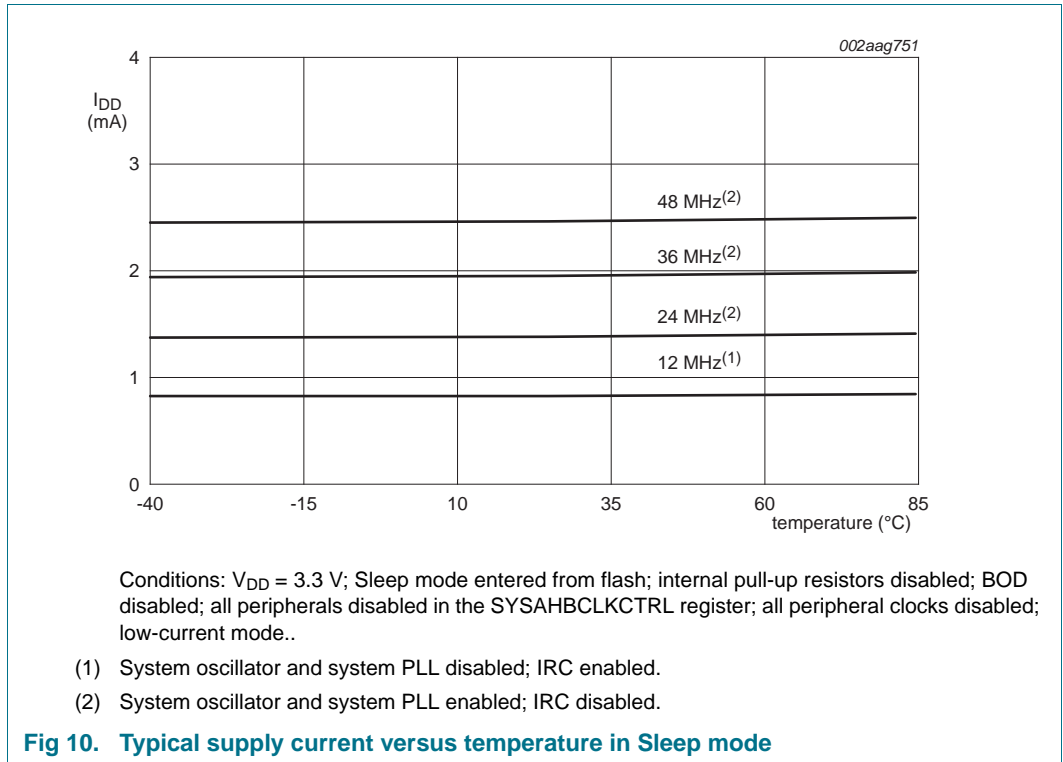 002aag751
4
I_DD
(mA)
3
48 MHz(2)
36 MHz(2)
2
24 MHz(2)
12 MHz(1)
1
0
-40 -15 10 35 60 85
temperature (°C)
Conditions: V_DD = 3.3 V; Sleep mode entered from flash; internal pull-up resistors disabled; BOD
disabled; all peripherals disabled in the SYSAHBCLKCTRL register; all peripheral clocks disabled;
low-current mode..
(1) System oscillator and system PLL disabled; IRC enabled.
(2) System oscillator and system PLL enabled; IRC disabled.
Fig 10. Typical supply current versus temperature in Sleep mode